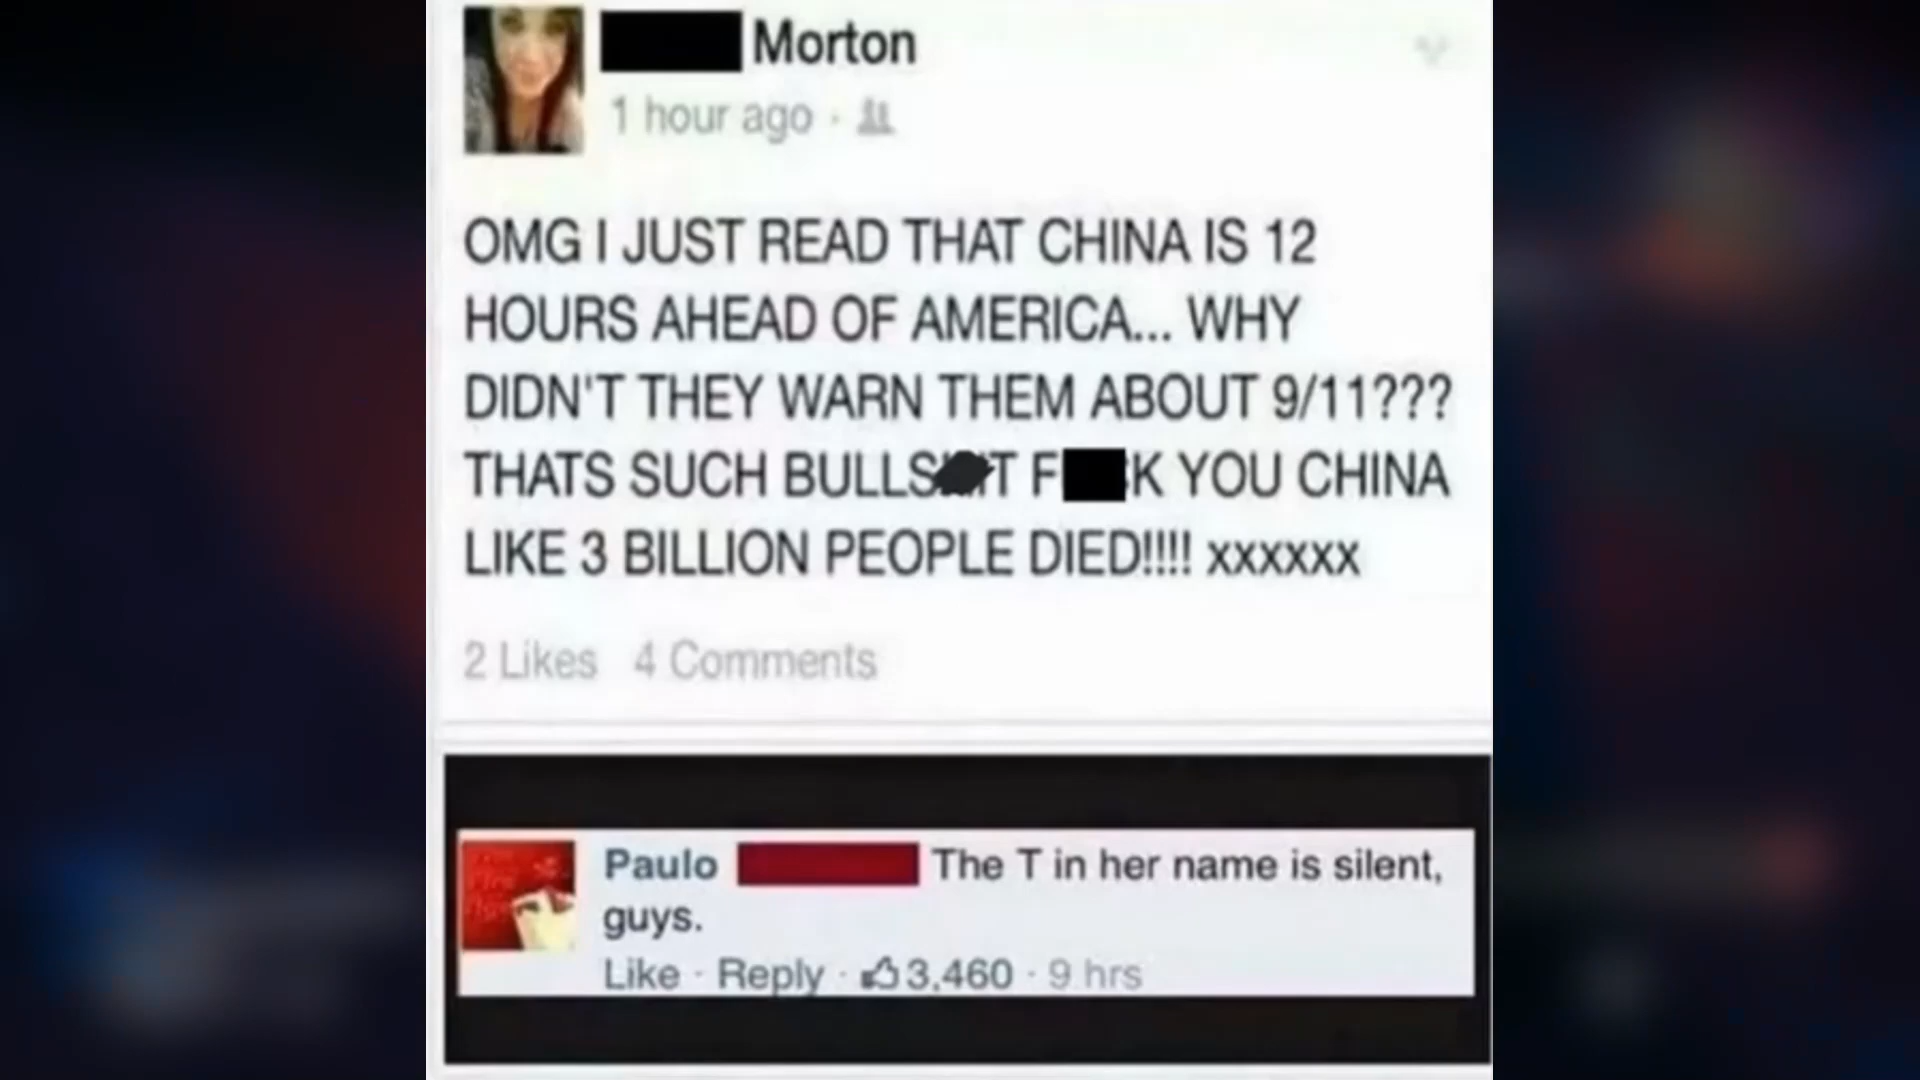 Morton
1 hour ago ·
OMG I JUST READ THAT CHINA IS 12
HOURS AHEAD OF AMERICA... WHY
DIDN'T THEY WARN THEM ABOUT 9/11???
THATS SUCH BULLS T F K YOU CHINA
LIKE 3 BILLION PEOPLE DIED!!!! xxxxxx
2 Likes 4 Comments
Paulo The T in her name is silent,
guys.
Like · Reply · 3,460 · 9 hrs